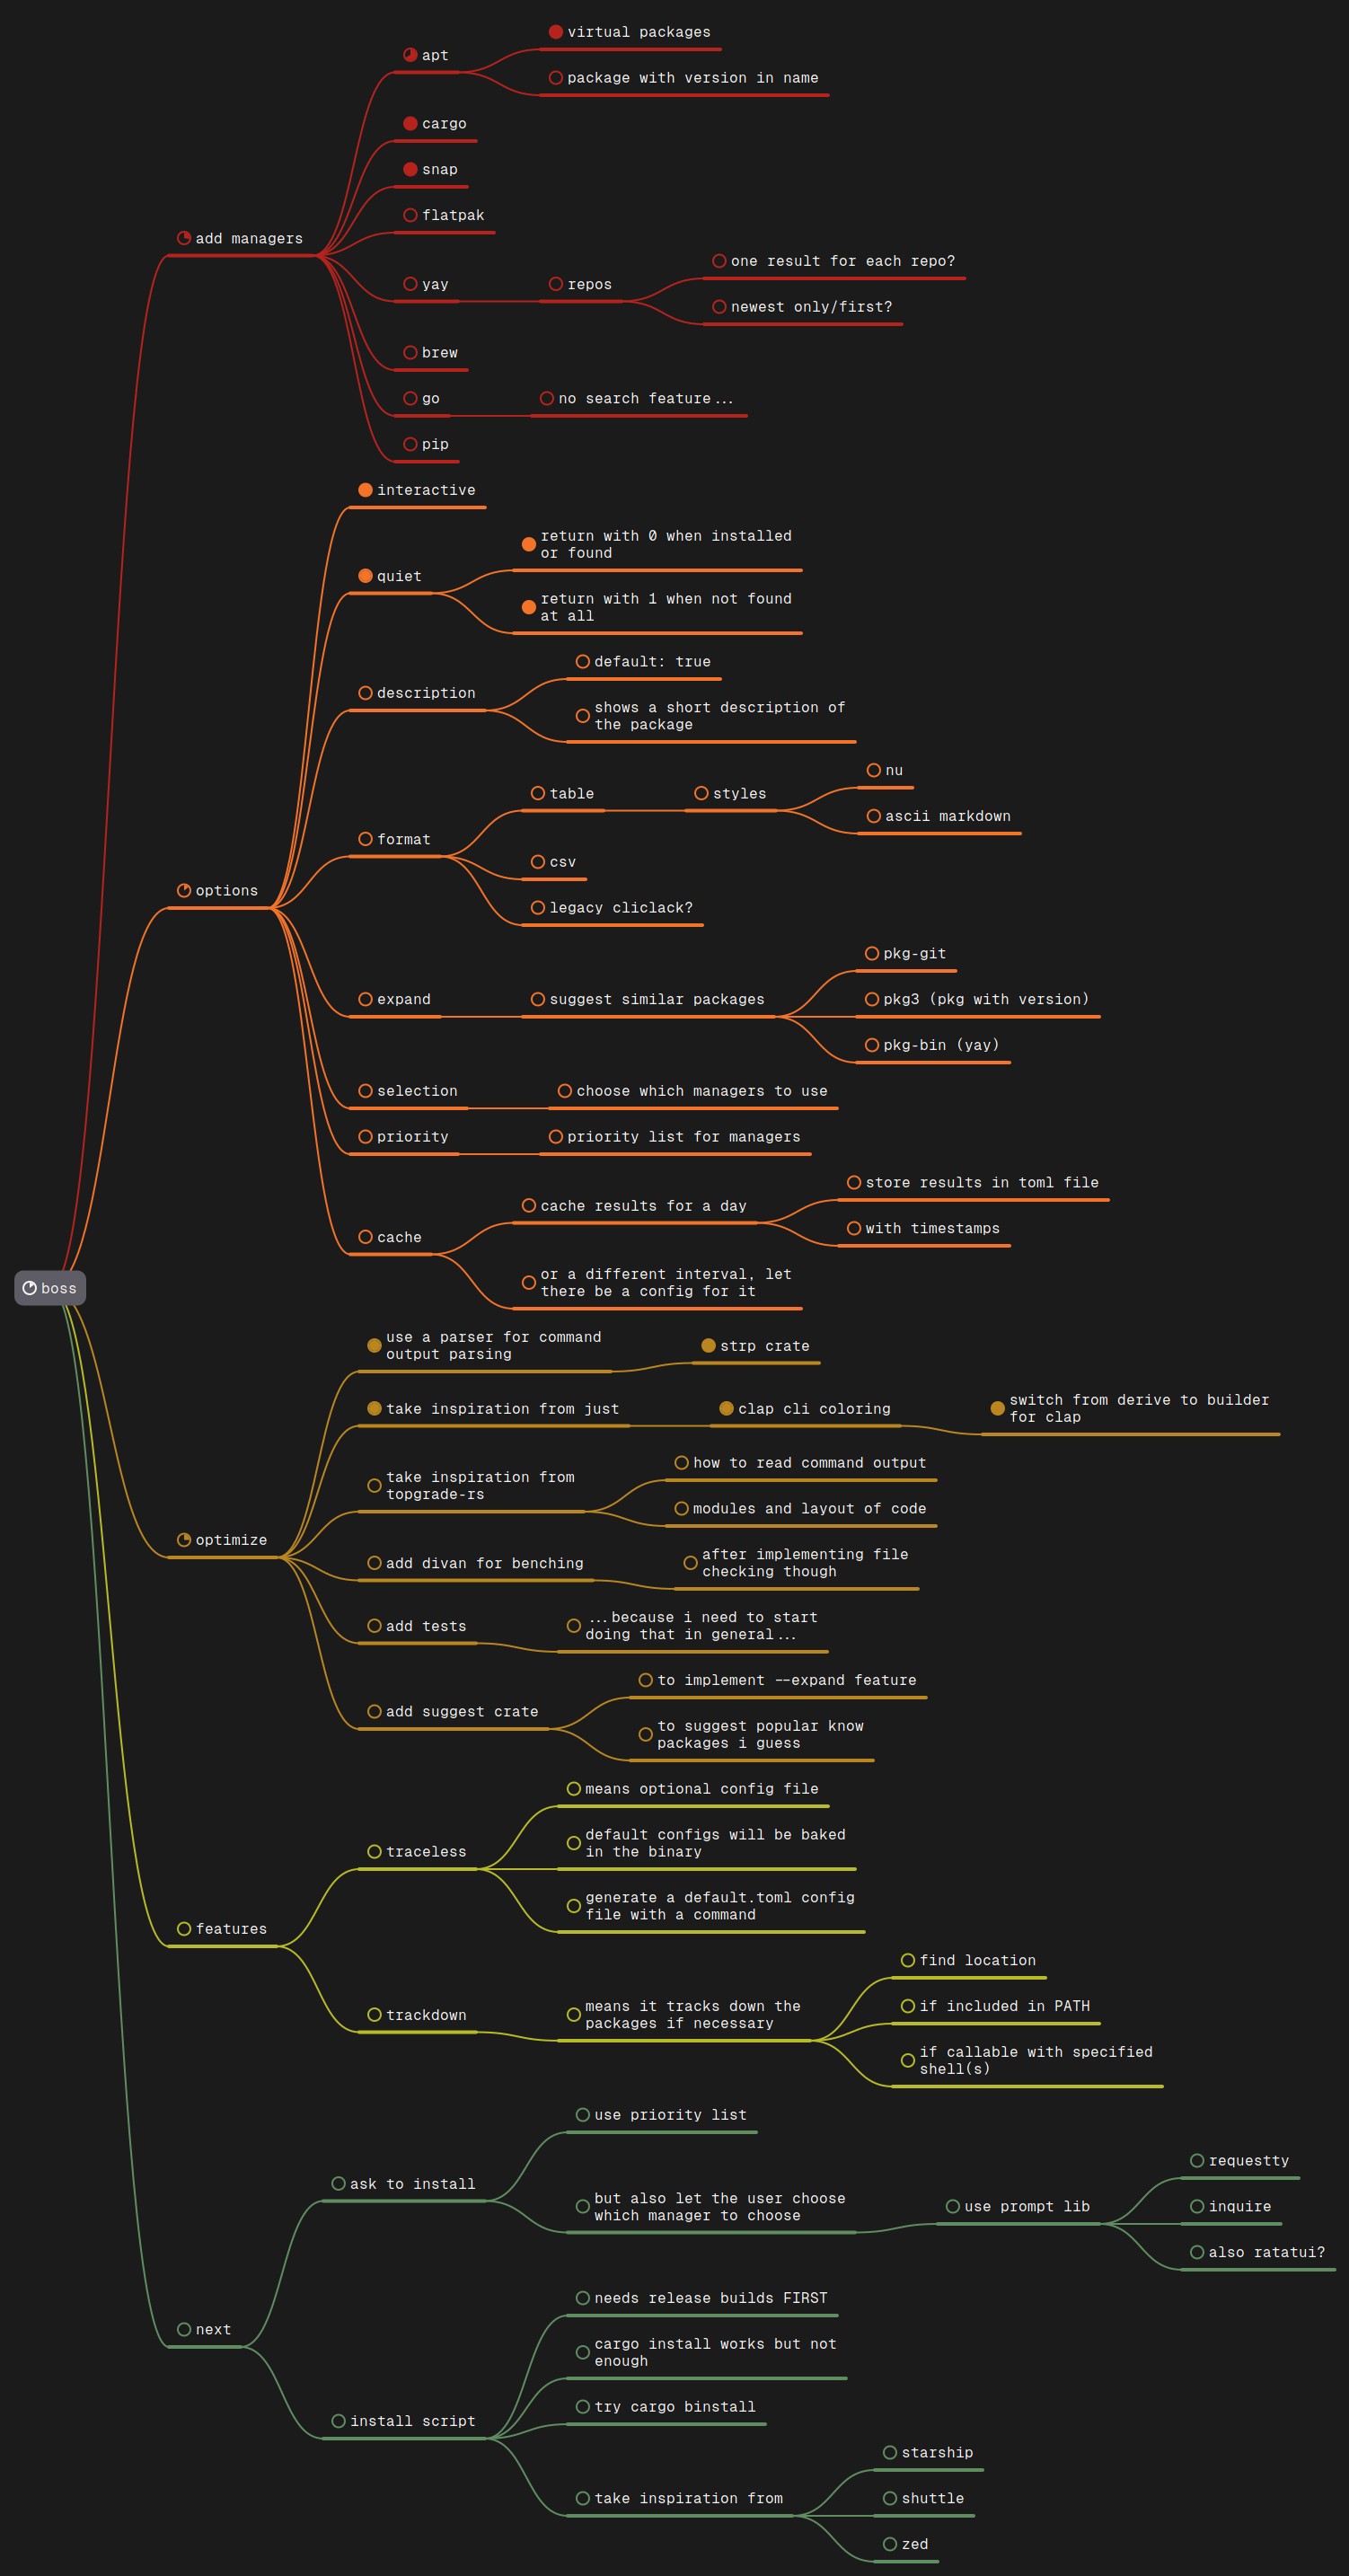 virtual packages
apt
package with version in name
cargo
snap
flatpak
add managers
one result for each repo?
yay
repos
newest only/first?
brew
go
no search feature...
pip
interactive
return with 0 when installed
or found
quiet
return with 1 when not found
at all
default: true
description
shows a short description of
the package
nu
table
styles
ascii markdown
format
csv
options
legacy cliclack?
pkg-git
expand
suggest similar packages
pkg3 (pkg with version)
pkg-bin (yay)
selection
choose which managers to use
priority
priority list for managers
store results in toml file
cache results for a day
with timestamps
cache
or a different interval, let
there be a config for it
boss
use a parser for command
output parsing
strp crate
take inspiration from just
clap cli coloring
switch from derive to builder
for clap
how to read command output
take inspiration from
topgrade-rs
modules and layout of code
optimize
add divan for benching
after implementing file
checking though
add tests
...because i need to start
doing that in general...
to implement --expand feature
add suggest crate
to suggest popular know
packages i guess
means optional config file
traceless
default configs will be baked
in the binary
generate a default.toml config
file with a command
features
find location
trackdown
means it tracks down the
packages if necessary
if included in PATH
if callable with specified
shell(s)
use priority list
requestty
ask to install
but also let the user choose
which manager to choose
use prompt lib
inquire
also ratatui?
next
needs release builds FIRST
cargo install works but not
enough
try cargo binstall
install script
starship
take inspiration from
shuttle
zed